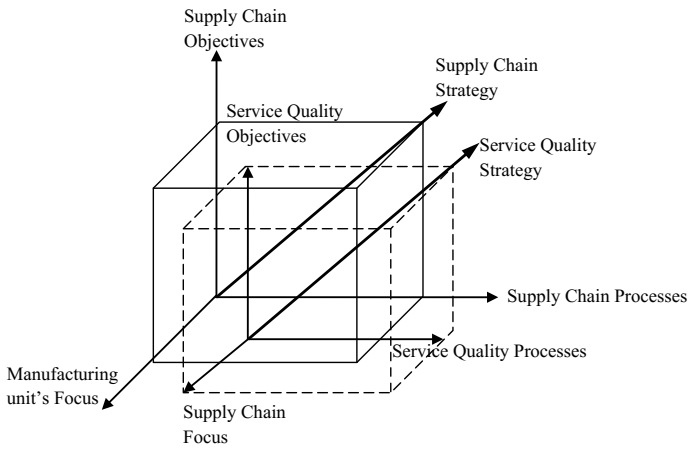 Supply Chain
Objectives
Supply Chain
Strategy
Service Quality
Objectives
Service Quality
Strategy
Supply Chain Processes
Service Quality Processes
Manufacturing
unit's Focus
Supply Chain
Focus